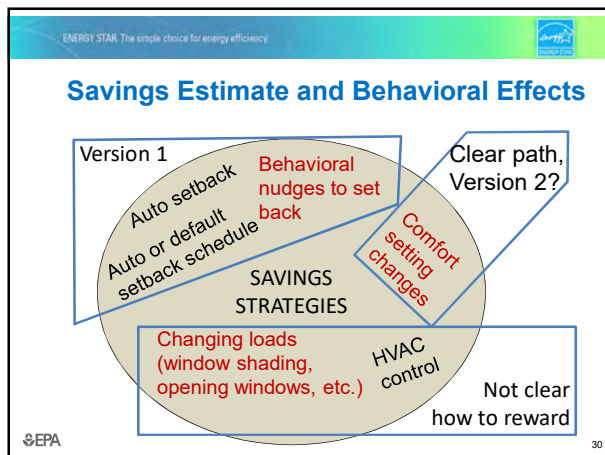 ENERGY STAR. The simple choice for energy efficiency.
ENERGY STAR
Savings Estimate and Behavioral Effects
Version 1
Auto setback
Auto or default
setback schedule
Behavioral
nudges to set
back
Clear path,
Version 2?
Comfort
setting
changes
SAVINGS
STRATEGIES
Changing loads
(window shading,
opening windows, etc.)
HVAC
control
Not clear
how to reward
EPA
30